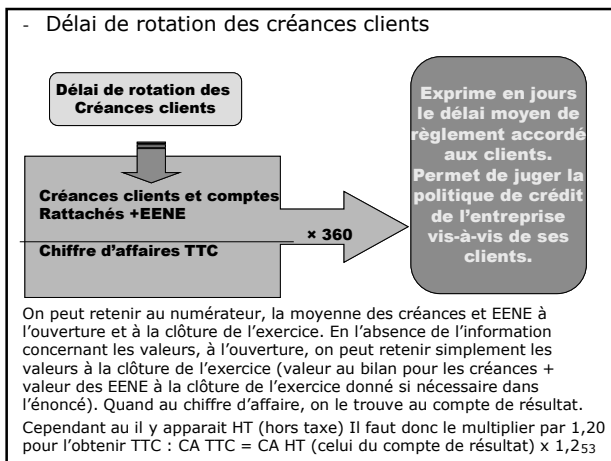 - Délai de rotation des créances clients
Délai de rotation des
Créances clients
Créances clients et comptes
Rattachés +EENE
Chiffre d’affaires TTC
× 360
Exprime en jours
le délai moyen de
règlement accordé
aux clients.
Permet de juger la
politique de crédit
de l’entreprise
vis-à-vis de ses
clients.
On peut retenir au numérateur, la moyenne des créances et EENE à
l’ouverture et à la clôture de l’exercice. En l’absence de l’information
concernant les valeurs, à l’ouverture, on peut retenir simplement les
valeurs à la clôture de l’exercice (valeur au bilan pour les créances +
valeur des EENE à la clôture de l’exercice donné si nécessaire dans
l’énoncé). Quand au chiffre d’affaire, on le trouve au compte de résultat.
Cependant au il y apparait HT (hors taxe) Il faut donc le multiplier par 1,20
pour l’obtenir TTC : CA TTC = CA HT (celui du compte de résultat) x 1,2
53